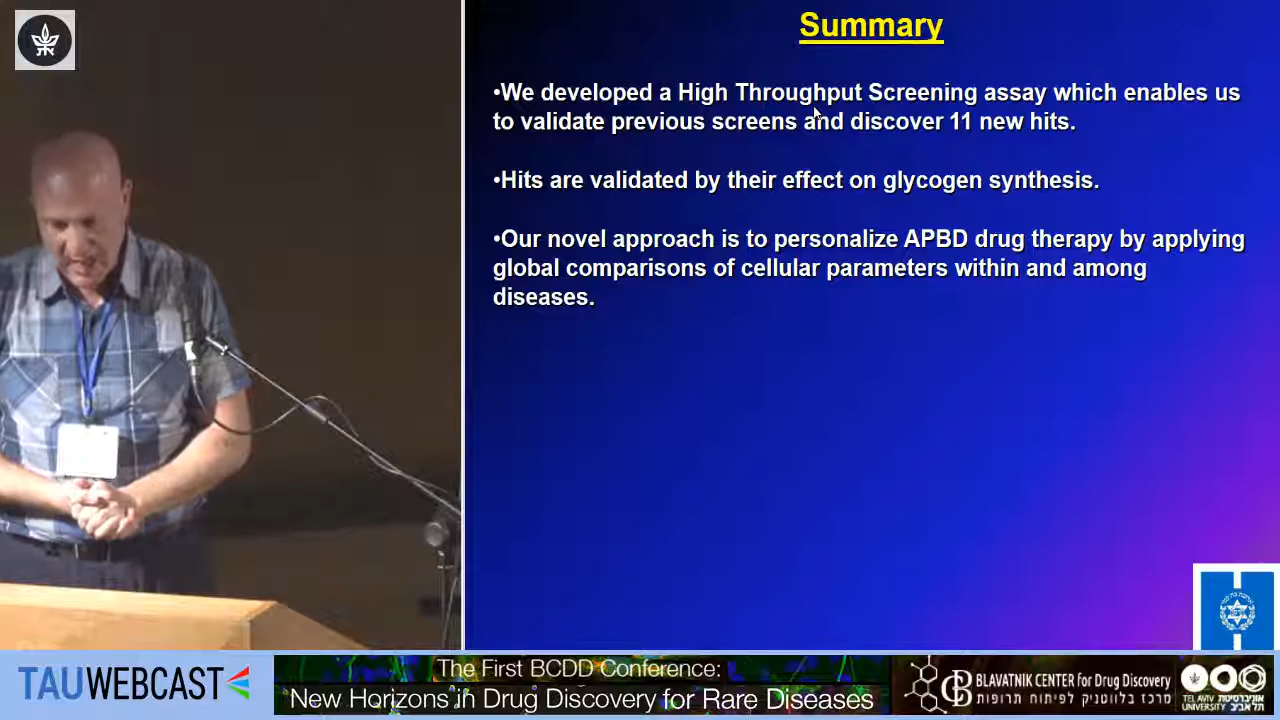 Summary
•We developed a High Throughput Screening assay which enables us
to validate previous screens and discover 11 new hits.
•Hits are validated by their effect on glycogen synthesis.
•Our novel approach is to personalize APBD drug therapy by applying
global comparisons of cellular parameters within and among
diseases.
TAUWEBCAST
The First BCDD Conference:
New Horizons in Drug Discovery for Rare Diseases
BLAVATNIK CENTER for Drug Discovery
מרכז בלווטניק לפיתוח תרופות
TEL AVIV אוניברסיטת
UNIVERSITY תל אביב